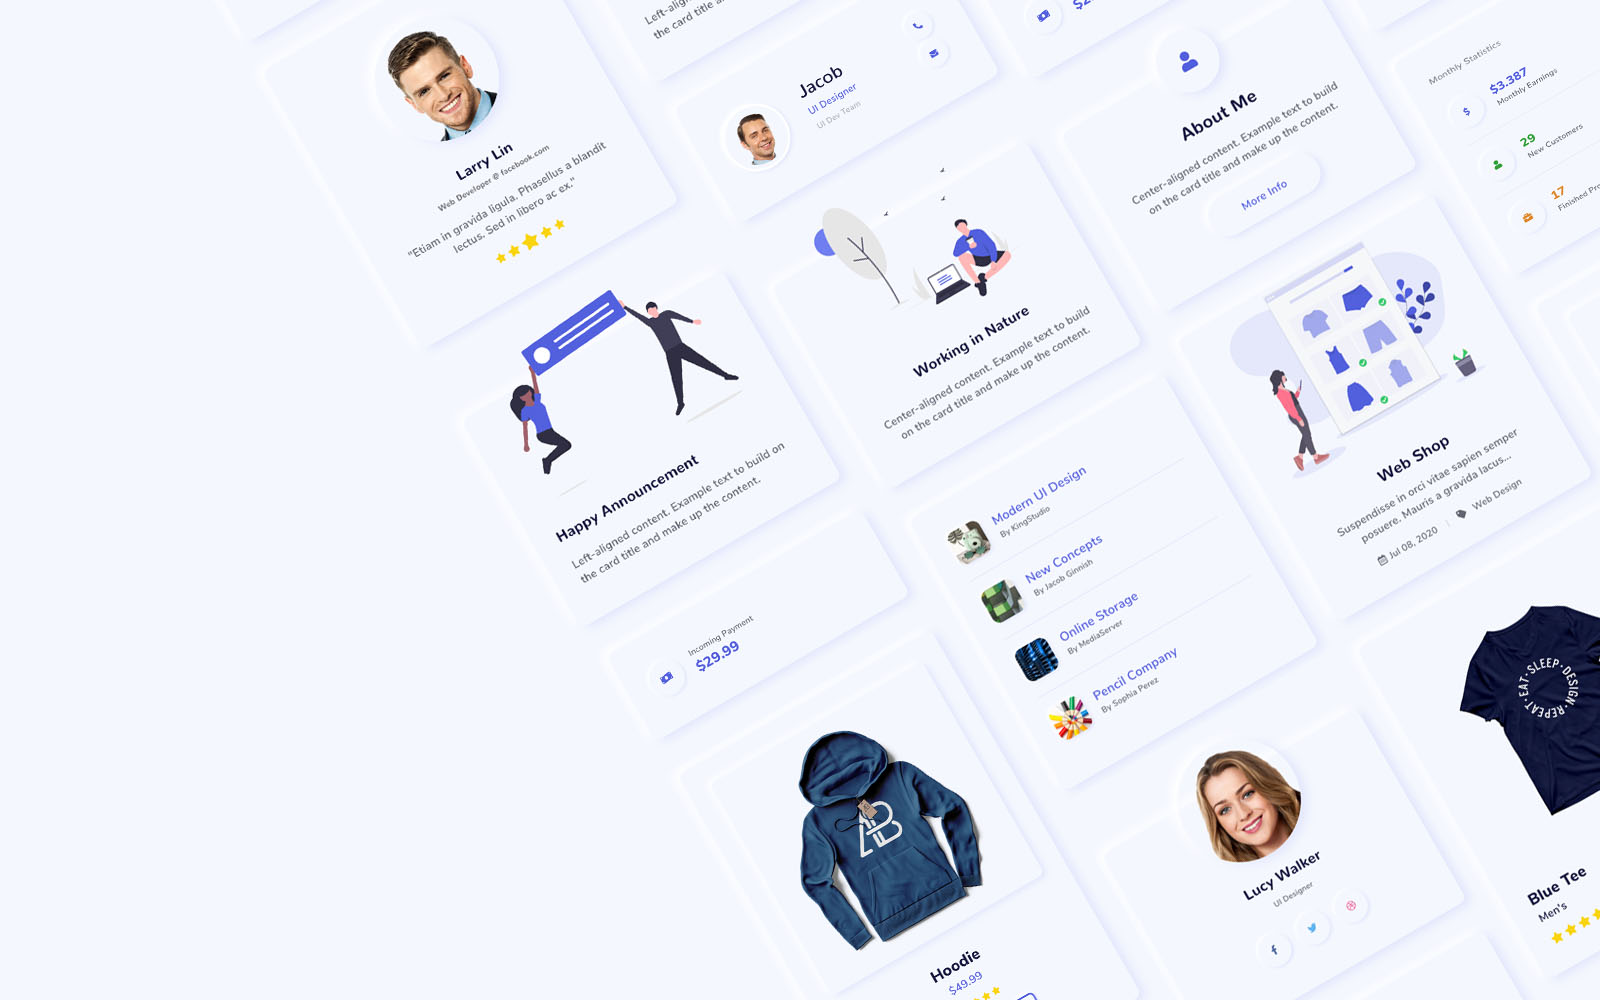 Left-aligned
the card title a
Larry Lin
Web Developer @ facebook.com
"Etiam in gravida ligula. Phasellus a blandit
lectus. Sed in libero ac ex."
Jacob
UI Designer
UI Dev Team
About Me
Center-aligned content. Example text to build
on the card title and make up the content.
More Info
Monthly Statistics
$3.387
Monthly Earnings
29
New Customers
17
Finished
Happy Announcement
Left-aligned content. Example text to build on
the card title and make up the content.
Working in Nature
Center-aligned content. Example text to build
on the card title and make up the content.
Web Shop
Suspendisse in orci vitae sapien semper
posuere. Mauris a gravida lacus...
Jul 08, 2020 | Web Design
Incoming Payment
$29.99
Modern UI Design
By KingStudio
New Concepts
By Jacob Ginnish
Online Storage
By MediaServer
Pencil Company
By Sophia Perez
AB
Hoodie
$49.99
Lucy Walker
UI Designer
EAT · SLEEP · DESIGN · REPEAT ·
Blue Tee
Men's